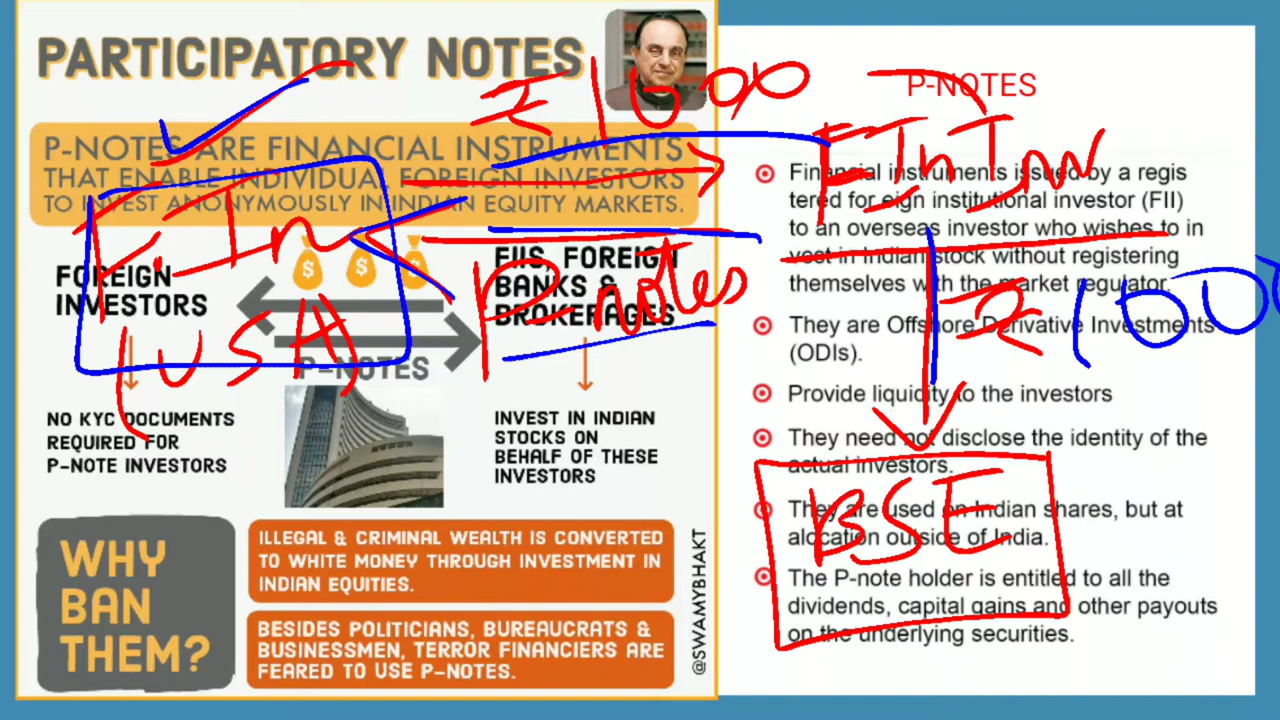 PARTICIPATORY NOTES
P-NOTES ARE FINANCIAL INSTRUMENTS
THAT ENABLE INDIVIDUAL FOREIGN INVESTORS
TO INVEST ANONYMOUSLY IN INDIAN EQUITY MARKETS.
FOREIGN
INVESTORS
FIIS, FOREIGN
BANKS &
BROKERAGES
P-NOTES
NO KYC DOCUMENTS
REQUIRED FOR
P-NOTE INVESTORS
INVEST IN INDIAN
STOCKS ON
BEHALF OF THESE
INVESTORS
WHY
BAN
THEM?
ILLEGAL & CRIMINAL WEALTH IS CONVERTED
TO WHITE MONEY THROUGH INVESTMENT IN
INDIAN EQUITIES.
BESIDES POLITICIANS, BUREAUCRATS &
BUSINESSMEN, TERROR FINANCIERS ARE
FEARED TO USE P-NOTES.
@SWAMYBHAKT
P-NOTES
Financial instruments issued by a regis
tered for eign institutional investor (FII)
to an overseas investor who wishes to in
vest in Indian stock without registering
themselves with the market regulator.
They are Offshore Derivative Investments
(ODIs).
Provide liquidity to the investors
They need not disclose the identity of the
actual investors.
They are used on Indian shares, but at
alocation outside of India.
The P-note holder is entitled to all the
dividends, capital gains and other payouts
on the underlying securities.
₹1000
F.In
(USA)
P notes
₹1000
BSE